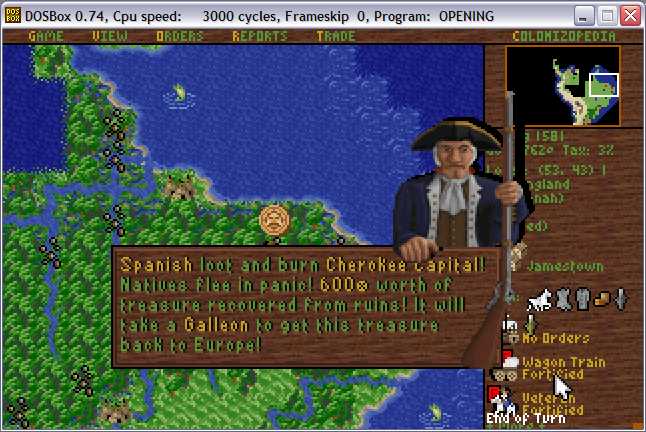 DOSBox 0.74, Cpu speed: 3000 cycles, Frameskip 0, Program: OPENING
GAME VIEW ORDERS REPORTS TRADE COLONIZOPEDIA
Spanish loot and burn Cherokee Capital!
Natives flee in panic! 600 worth of
treasure recovered from ruins! It will
take a Galleon to get this treasure
back to Europe!
1581
Tax: 3%
(53, 43)
Jamestown
No Orders
Wagon Train
Fortified
Veteran
Fortified
End of Turn